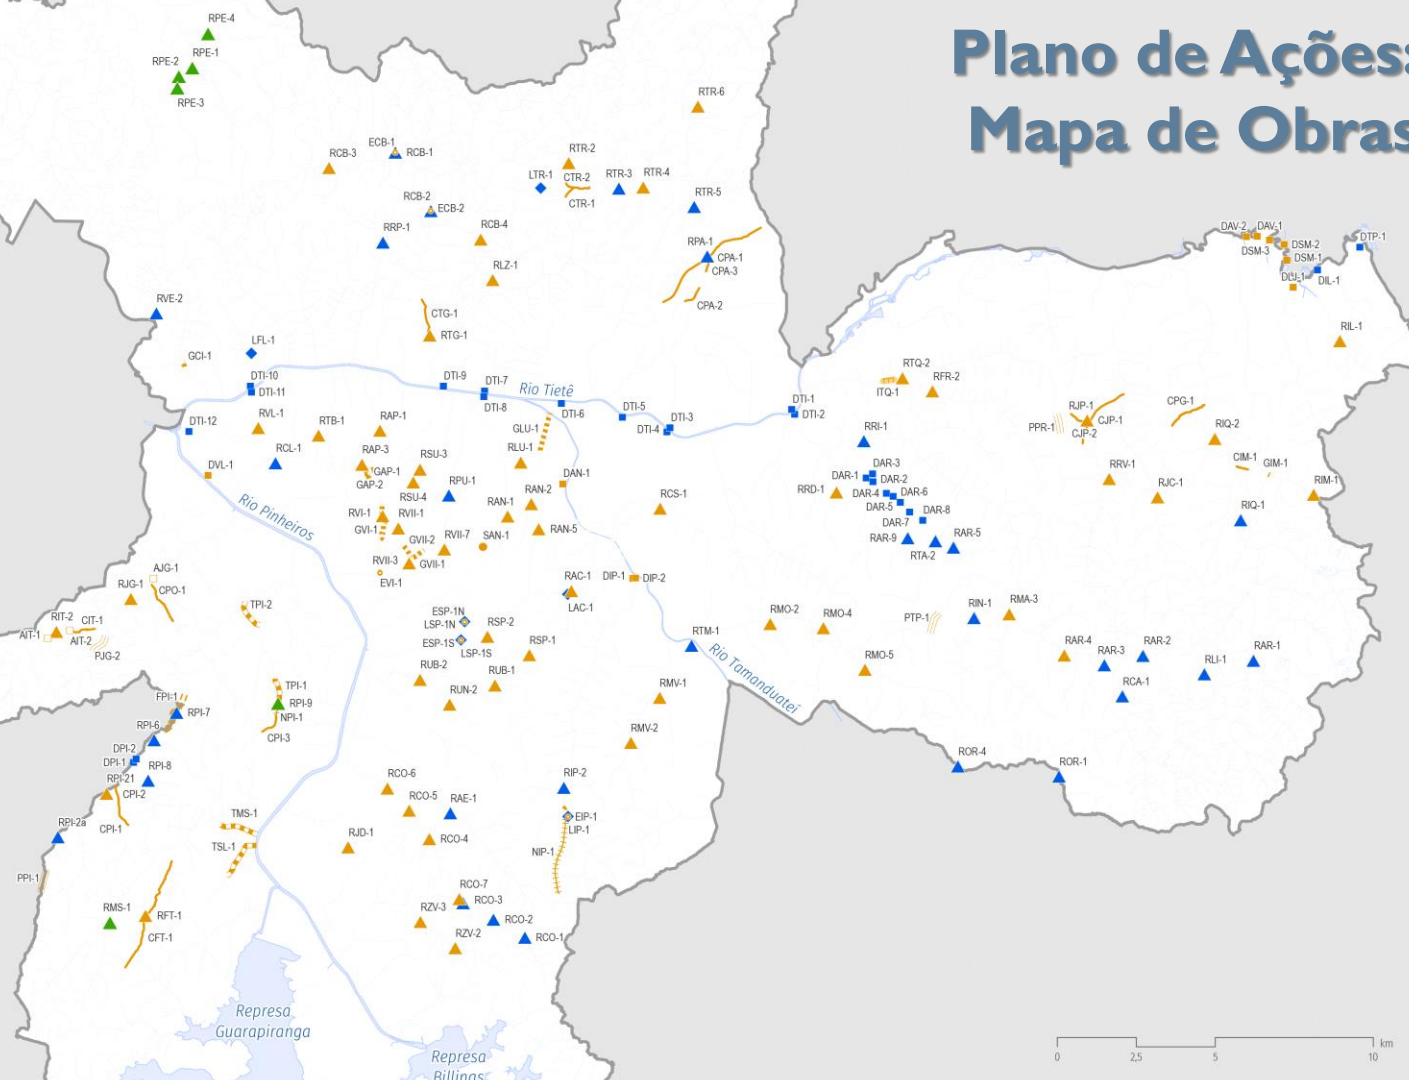 Plano de Ações:
Mapa de Obras
RPE-4
RPE-1
RPE-2
RPE-3
RTR-6
ECB-1
RCB-1
RCB-3
RTR-2
LTR-1
CTR-2
RTR-3
RTR-4
CTR-1
RTR-5
RCB-2
ECB-2
RRP-1
RCB-4
RPA-1
CPA-1
CPA-3
RLZ-1
CPA-2
RVE-2
CTG-1
RTG-1
LFL-1
GCI-1
DAV-2
DAV-1
DTP-1
DSM-2
DSM-3
DSM-1
DIL-1
RIL-1
DTI-10
DTI-11
DTI-9
DTI-7
DTI-8
Rio Tietê
DTI-6
DTI-5
DTI-3
DTI-4
DTI-1
DTI-2
DTI-12
RVL-1
RTB-1
RAP-1
GLU-1
RLU-1
RCL-1
RAP-3
RSU-3
GAP-1
GAP-2
RSU-4
RPU-1
DVL-1
DAN-1
RAN-2
RAN-1
RAN-5
RCS-1
Rio Pinheiros
RVI-1
RVII-1
GVI-1
GVII-2
RVII-7
SAN-1
RVII-3
GVII-1
EVI-1
RTQ-2
RFR-2
ITQ-1
RRI-1
DAR-3
DAR-1
DAR-2
RRD-1
DAR-4
DAR-6
DAR-5
DAR-8
DAR-7
RAR-9
RAR-5
RTA-2
RJP-1
CJP-1
PPR-1
CJP-2
CPG-1
RIQ-2
CIM-1
GIM-1
RRV-1
RJC-1
RIM-1
RIQ-1
AJG-1
RJG-1
CPO-1
TPI-2
RIT-2
CIT-1
AIT-1
AIT-2
PJG-2
RAC-1
LAC-1
DIP-1
DIP-2
ESP-1N
LSP-1N
RSP-2
ESP-1S
LSP-1S
RSP-1
RUB-2
RUB-1
RUN-2
RTM-1
Rio Tamanduateí
RMO-2
RMO-4
RMO-5
PTP-1
RIN-1
RMA-3
RAR-4
RAR-2
RAR-3
RAR-1
RLI-1
RCA-1
FPI-1
RPI-7
TPI-1
RPI-9
NPI-1
CPI-3
RPI-6
DPI-2
DPI-1
RPI-8
RPI-21
CPI-2
CPI-1
RPI-2a
RMV-1
RMV-2
ROR-4
ROR-1
TMS-1
TSL-1
RCO-6
RCO-5
RAE-1
RIP-2
EIP-1
LIP-1
RJD-1
RCO-4
NIP-1
PPI-1
RMS-1
RFT-1
CFT-1
RCO-7
RCO-3
RZV-3
RCO-2
RZV-2
RCO-1
Represa
Guarapiranga
Represa
Billings
km
0
2,5
5
10